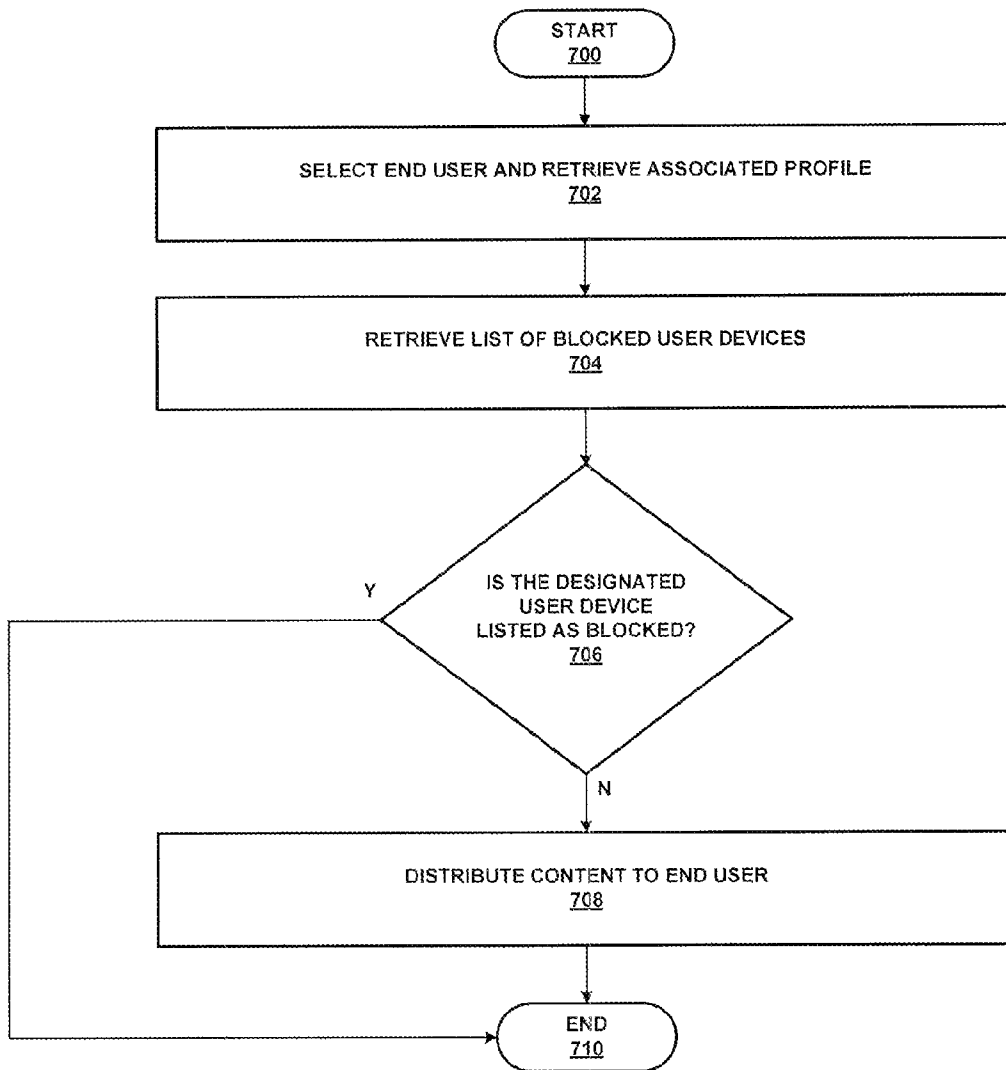 START
700
SELECT END USER AND RETRIEVE ASSOCIATED PROFILE
702
RETRIEVE LIST OF BLOCKED USER DEVICES
704
Y
IS THE DESIGNATED
USER DEVICE
LISTED AS BLOCKED?
706
N
DISTRIBUTE CONTENT TO END USER
708
END
710